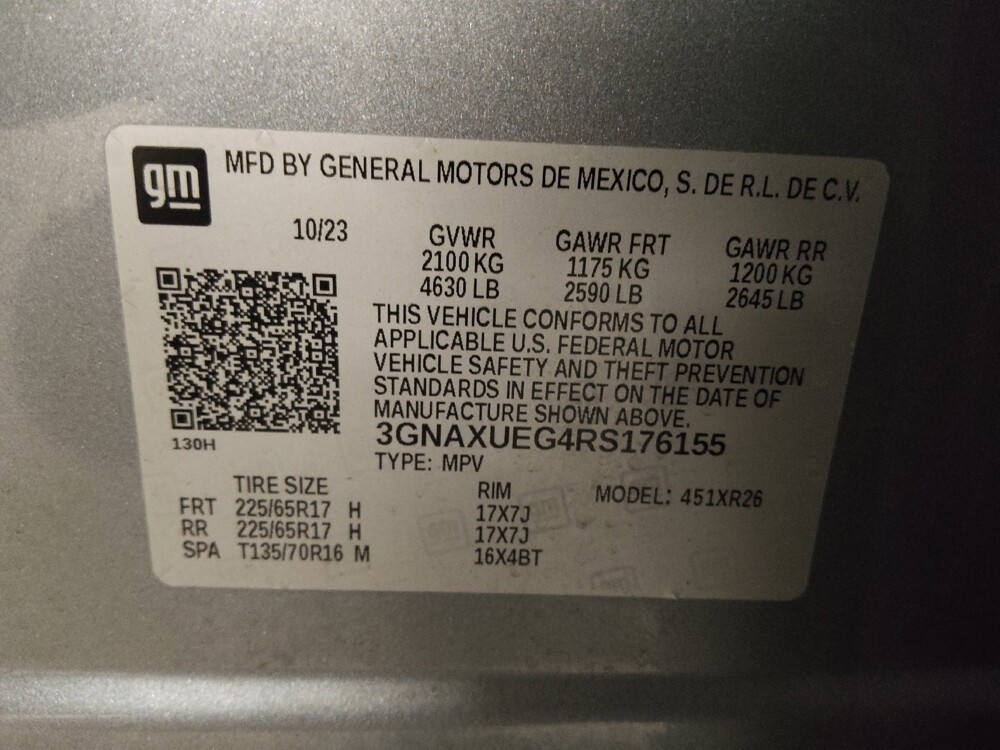 gm
MFD BY GENERAL MOTORS DE MEXICO, S. DE R.L. DE C.V.
10/23 GVWR GAWR FRT GAWR RR
2100 KG 1175 KG 1200 KG
4630 LB 2590 LB 2645 LB
THIS VEHICLE CONFORMS TO ALL
APPLICABLE U.S. FEDERAL MOTOR
VEHICLE SAFETY AND THEFT PREVENTION
STANDARDS IN EFFECT ON THE DATE OF
MANUFACTURE SHOWN ABOVE.
130H
3GNAXUEG4RS176155
TYPE: MPV
TIRE SIZE RIM MODEL: 451XR26
FRT 225/65R17 H 17X7J
RR 225/65R17 H 17X7J
SPA T135/70R16 M 16X4BT